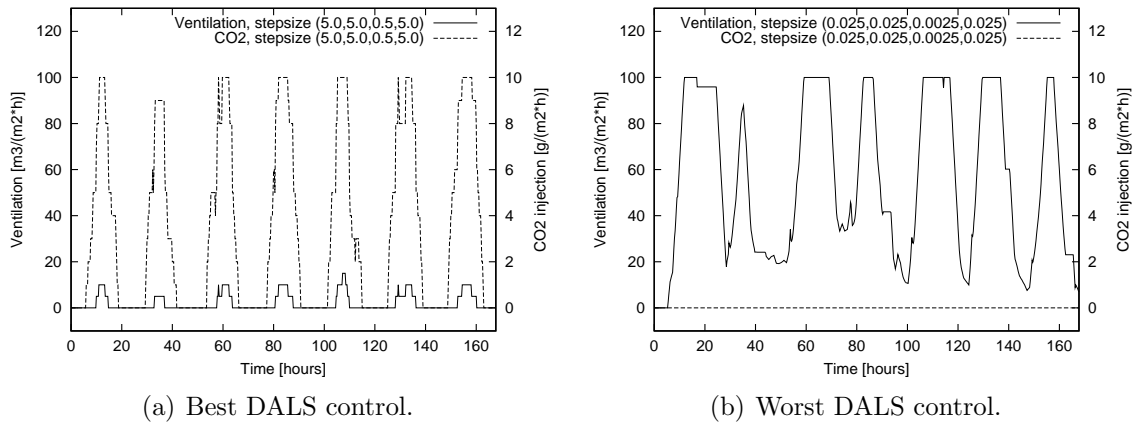 Ventilation, stepsize (5.0,5.0,0.5,5.0)
CO2, stepsize (5.0,5.0,0.5,5.0)
Ventilation [m3/(m2*h)]
120
100
80
60
40
20
0
12
10
8
6
4
2
0
CO2 injection [g/(m2*h)]
0 20 40 60 80 100 120 140 160
Time [hours]
(a) Best DALS control.
Ventilation, stepsize (0.025,0.025,0.0025,0.025)
CO2, stepsize (0.025,0.025,0.0025,0.025)
Ventilation [m3/(m2*h)]
120
100
80
60
40
20
0
12
10
8
6
4
2
0
CO2 injection [g/(m2*h)]
0 20 40 60 80 100 120 140 160
Time [hours]
(b) Worst DALS control.